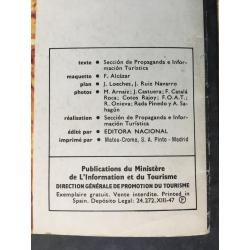 texte = Sección de Propaganda e Infor-
mación Turística
maquette = F. Alcázar
plan = J. Loeches, J. Ruiz Navarro
photos = M. Arnaiz; J. Castuera; F. Catalá
Roca; Cotos Rajoy; F.O.A.T.;
R. Onieva; Rada Pinedo y A. Sa-
hagún
réalisation = Sección de Propaganda e Infor-
mación Turística
édité par = EDITORA NACIONAL
imprimé par = Mateu-Cromo, S. A. Pinto - Madrid
Publications du Ministère
de L'Information et du Tourisme
DIRECTION GÉNÉRALE DE PROMOTION DU TOURISME
Exemplaire gratuit. Vente interdite. Printed in
Spain. Depósito Legal: 24.272.XIII-47 P